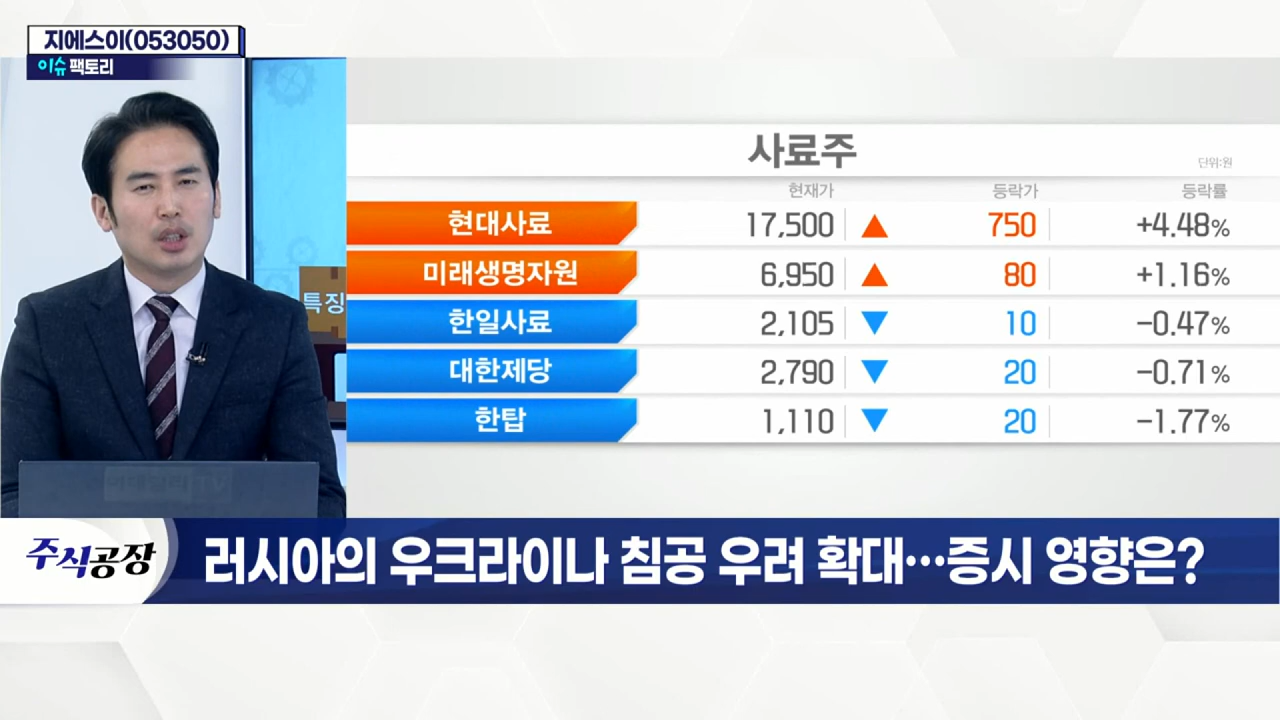 지에스이(053050)
이슈 팩토리
특징
사료주
단위:원
현재가 등락가 등락률
현대사료 17,500 ▲ 750 +4.48%
미래생명자원 6,950 ▲ 80 +1.16%
한일사료 2,105 ▼ 10 -0.47%
대한제당 2,790 ▼ 20 -0.71%
한탑 1,110 ▼ 20 -1.77%
주식공장
러시아의 우크라이나 침공 우려 확대…증시 영향은?